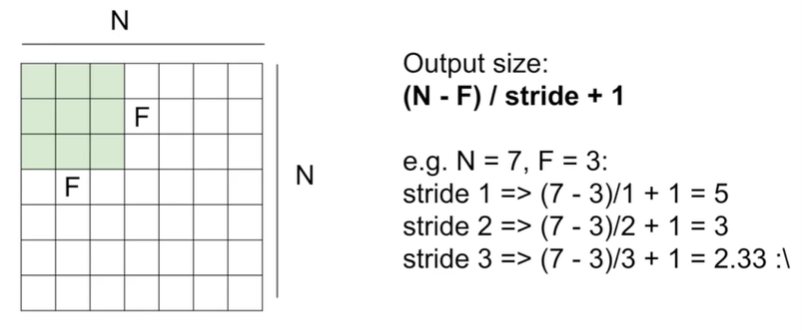 N
F
F
N
Output size:
(N - F) / stride + 1
e.g. N = 7, F = 3:
stride 1 => (7 - 3)/1 + 1 = 5
stride 2 => (7 - 3)/2 + 1 = 3
stride 3 => (7 - 3)/3 + 1 = 2.33 :\